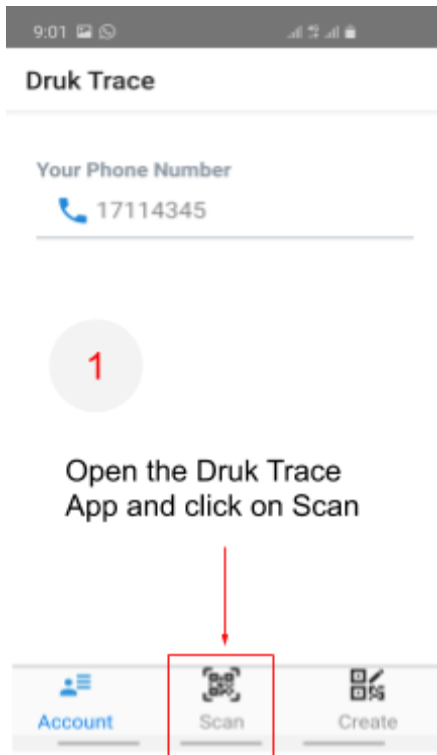 9:01
Druk Trace
Your Phone Number
17114345
1
Open the Druk Trace
App and click on Scan
Account
Scan
Create